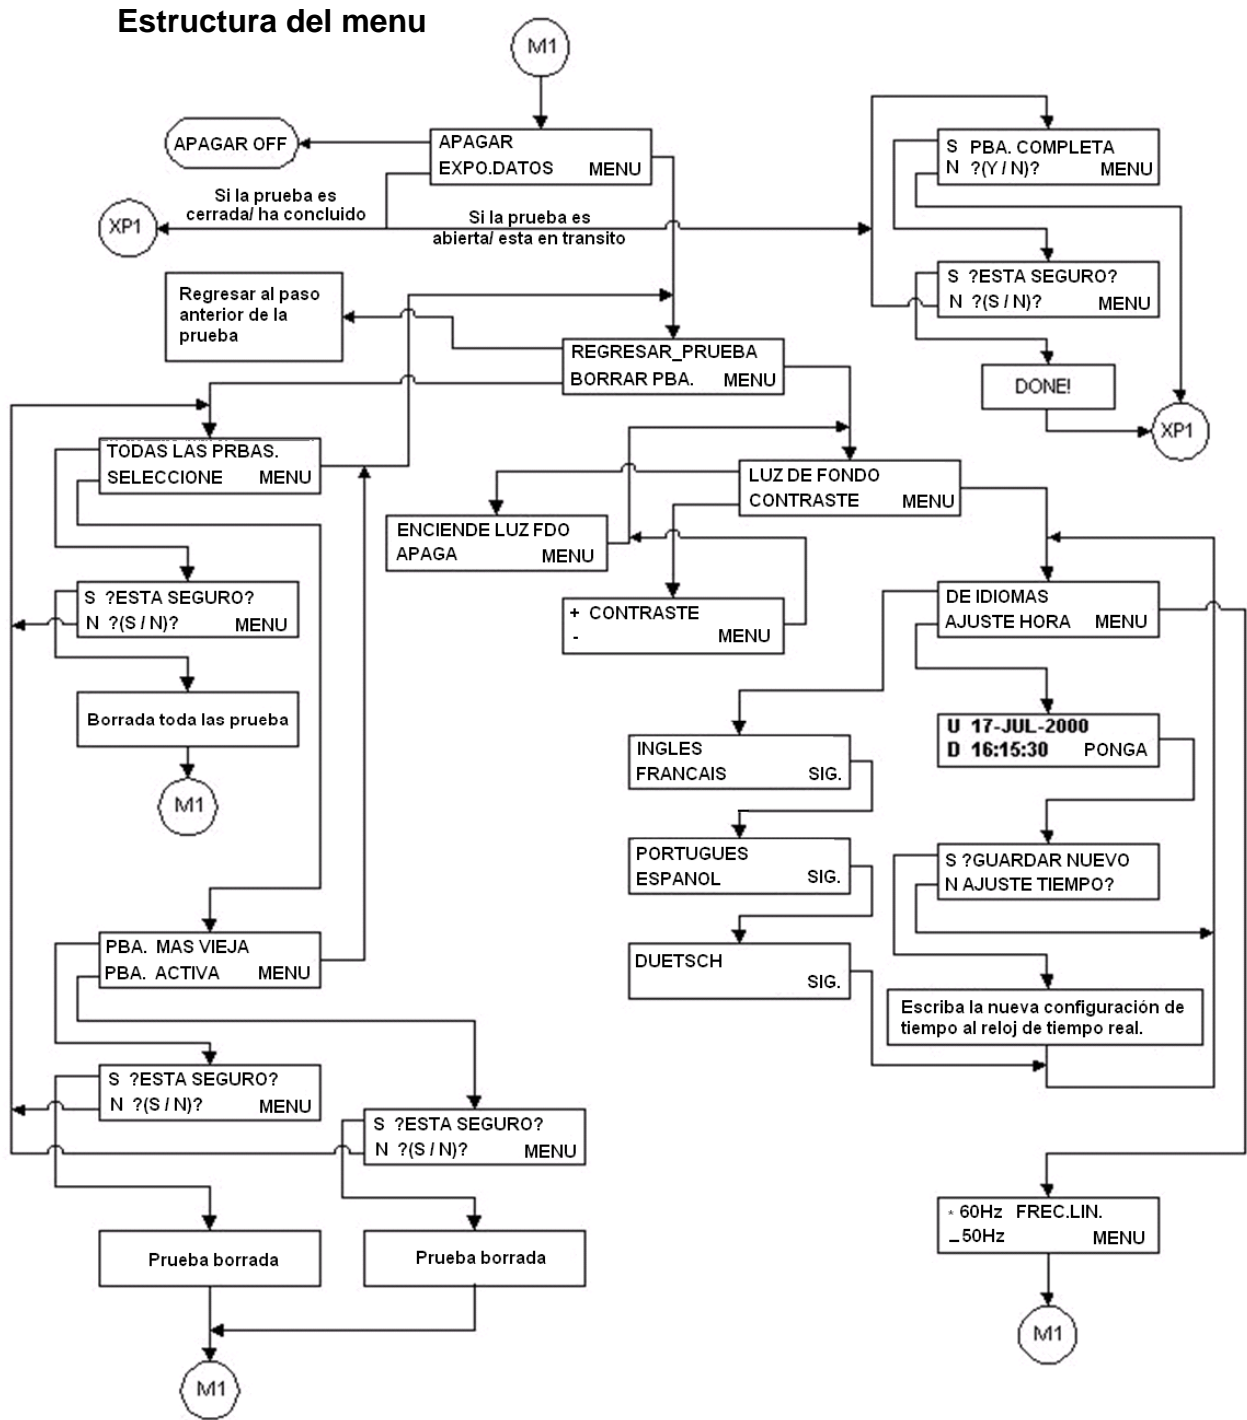 Estructura del menu
M1
APAGAR OFF
APAGAR
EXPO.DATOS MENU
Si la prueba es
cerrada/ ha concluido
XP1
Si la prueba es
abierta/ esta en transito
S PBA. COMPLETA
N ?(Y / N)? MENU
S ?ESTA SEGURO?
N ?(S / N)? MENU
DONE!
XP1
Regresar al paso
anterior de la
prueba
REGRESAR_PRUEBA
BORRAR PBA. MENU
TODAS LAS PRBAS.
SELECCIONE MENU
LUZ DE FONDO
CONTRASTE MENU
ENCIENDE LUZ FDO
APAGA MENU
+ CONTRASTE
- MENU
S ?ESTA SEGURO?
N ?(S / N)? MENU
Borrada toda las prueba
M1
DE IDIOMAS
AJUSTE HORA MENU
U 17-JUL-2000
D 16:15:30 PONGA
INGLES
FRANCAIS SIG.
PORTUGUES
ESPANOL SIG.
DUETSCH
SIG.
S ?GUARDAR NUEVO
N AJUSTE TIEMPO?
Escriba la nueva configuración de
tiempo al reloj de tiempo real.
PBA. MAS VIEJA
PBA. ACTIVA MENU
S ?ESTA SEGURO?
N ?(S / N)? MENU
S ?ESTA SEGURO?
N ?(S / N)? MENU
Prueba borrada
Prueba borrada
M1
* 60Hz FREC.LIN.
_ 50Hz MENU
M1